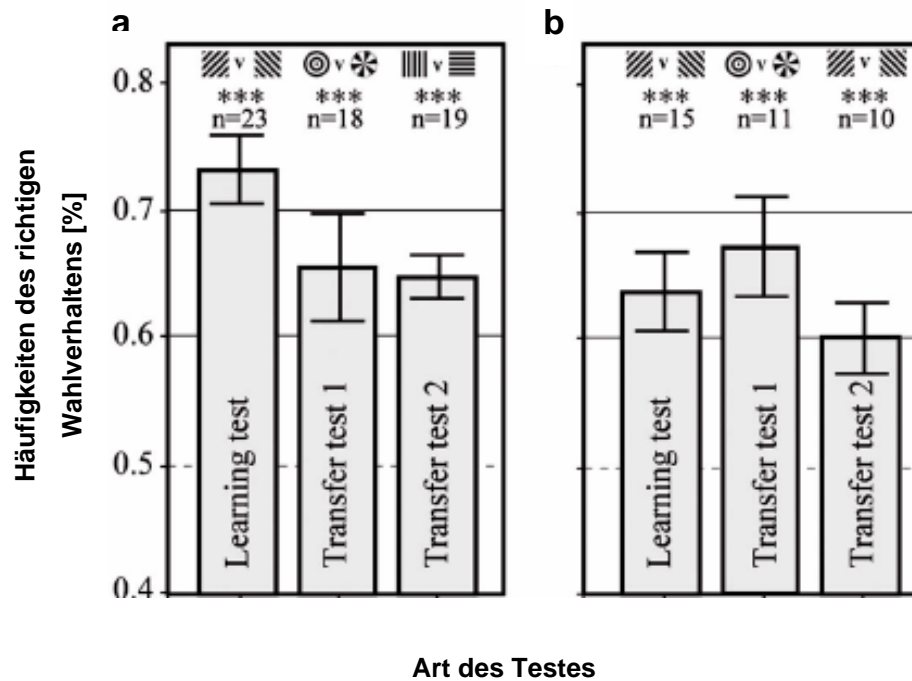 a
b
v v v
*** *** ***
n=23 n=18 n=19
v v v
*** *** ***
n=15 n=11 n=10
0.8
0.7
0.6
0.5
0.4
Häufigkeiten des richtigen
Wahlverhaltens [%]
Learning test
Transfer test 1
Transfer test 2
Learning test
Transfer test 1
Transfer test 2
Art des Testes